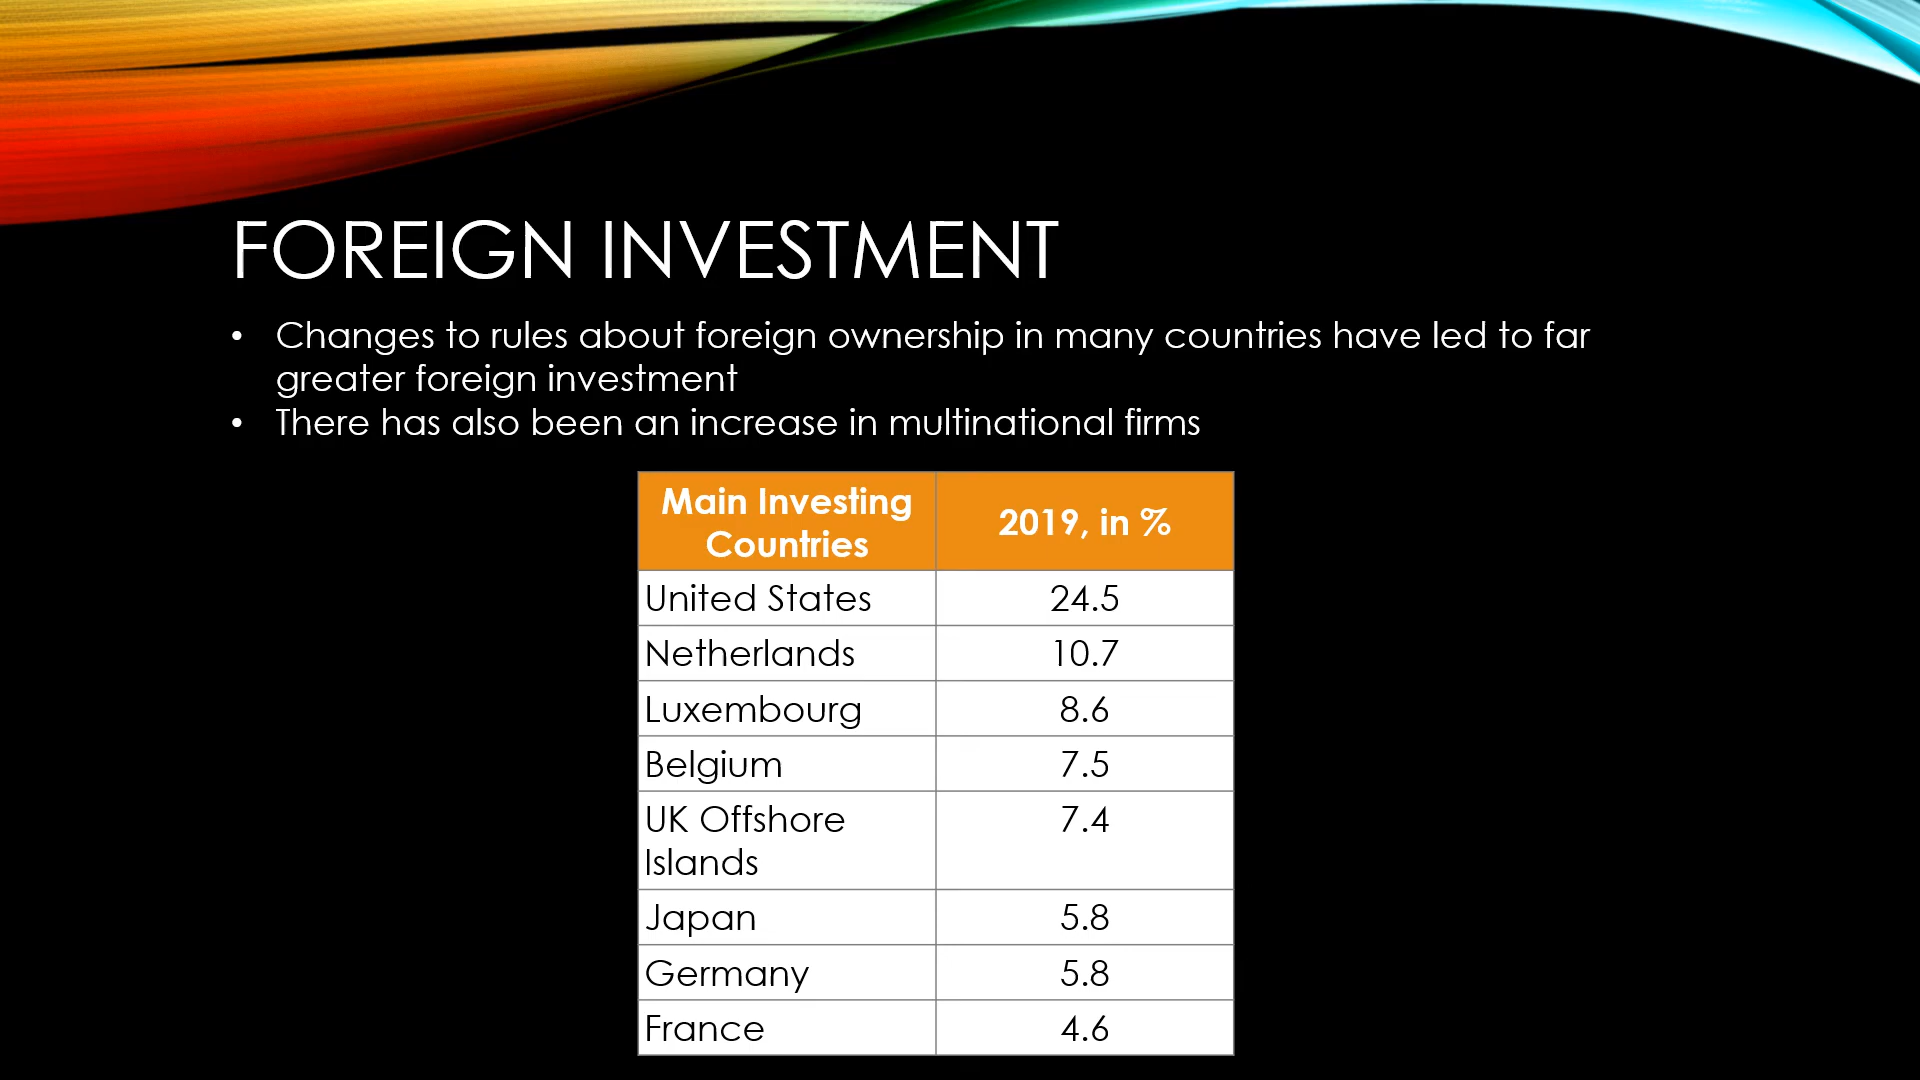 FOREIGN INVESTMENT
• Changes to rules about foreign ownership in many countries have led to far
greater foreign investment
• There has also been an increase in multinational firms
Main Investing
Countries
2019, in %
United States 24.5
Netherlands 10.7
Luxembourg 8.6
Belgium 7.5
UK Offshore 7.4
Islands
Japan 5.8
Germany 5.8
France 4.6